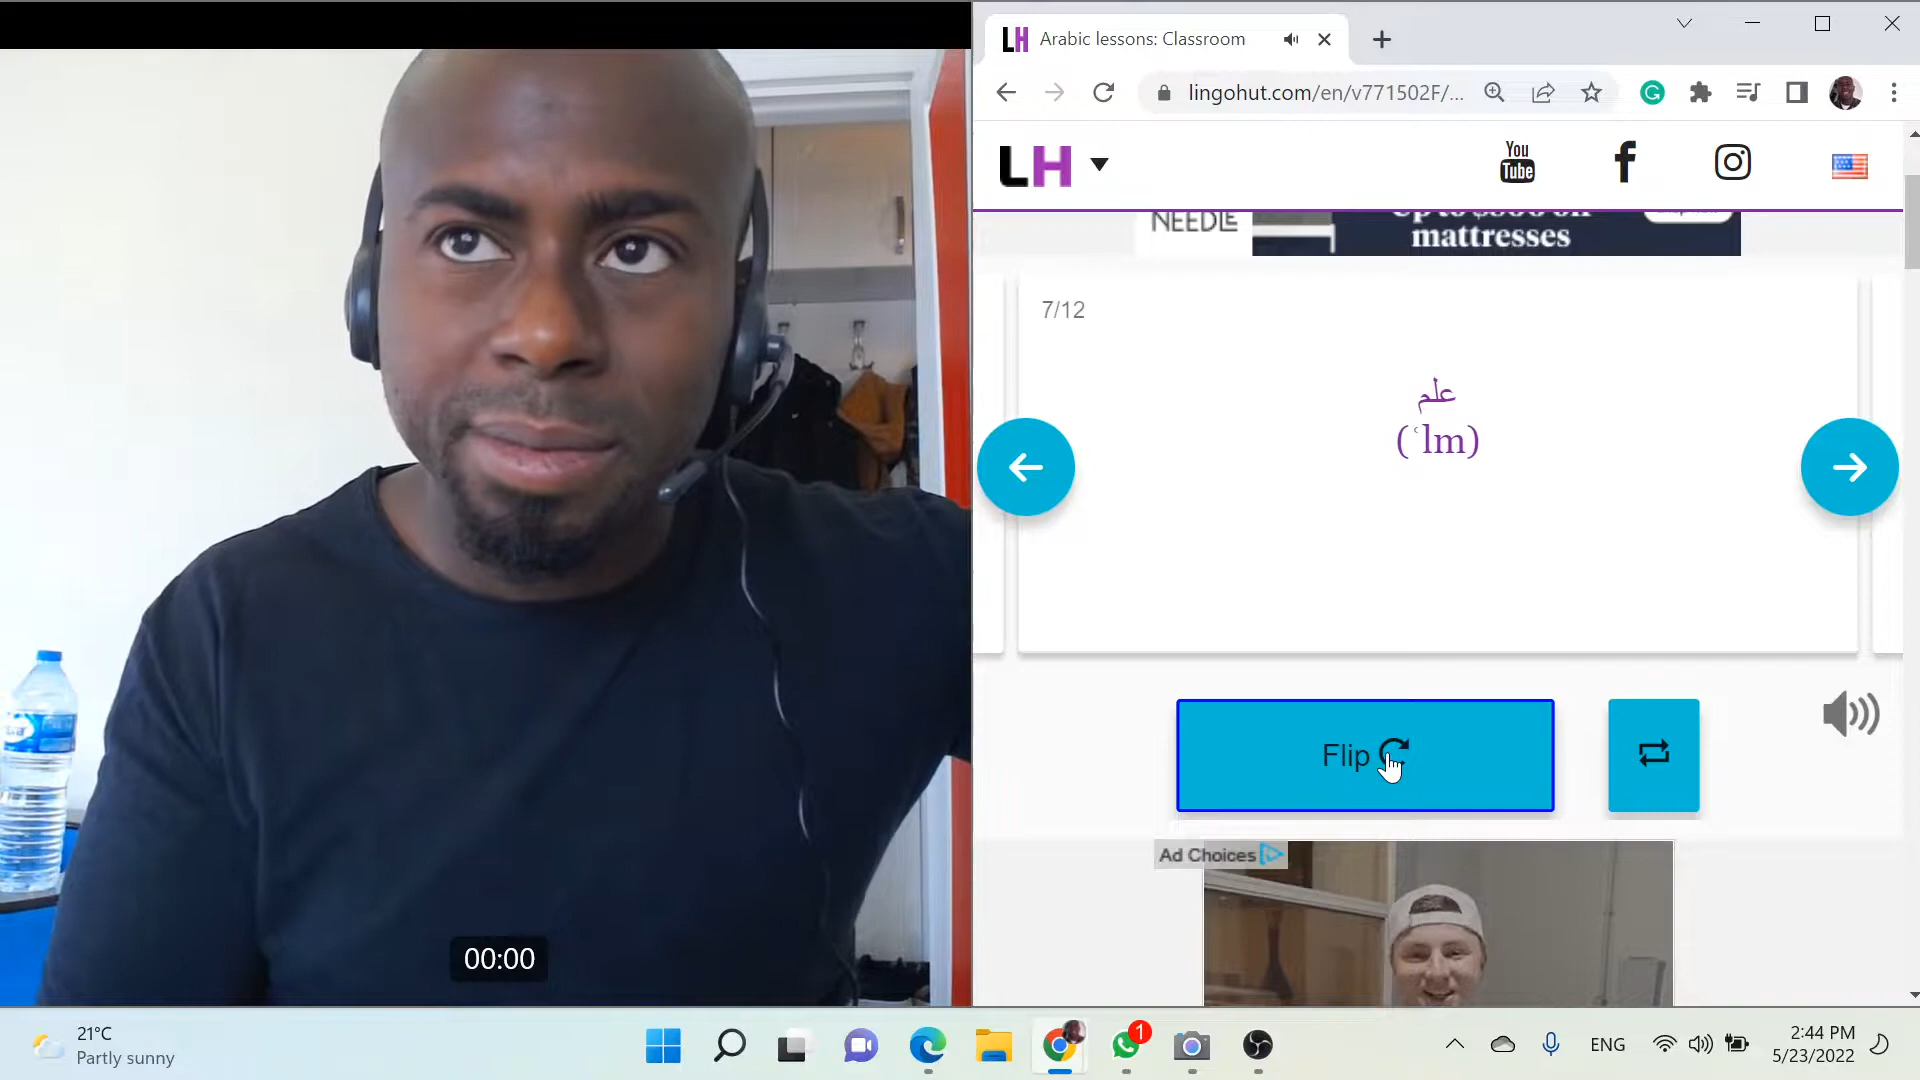 Arabic lessons: Classroom
lingohut.com/en/v771502F/...
LH
You
Tube
NEEDLE
mattresses
7/12
علم
(ʿlm)
Flip
Ad Choices
00:00
21°C
Partly sunny
1
ENG
2:44 PM
5/23/2022